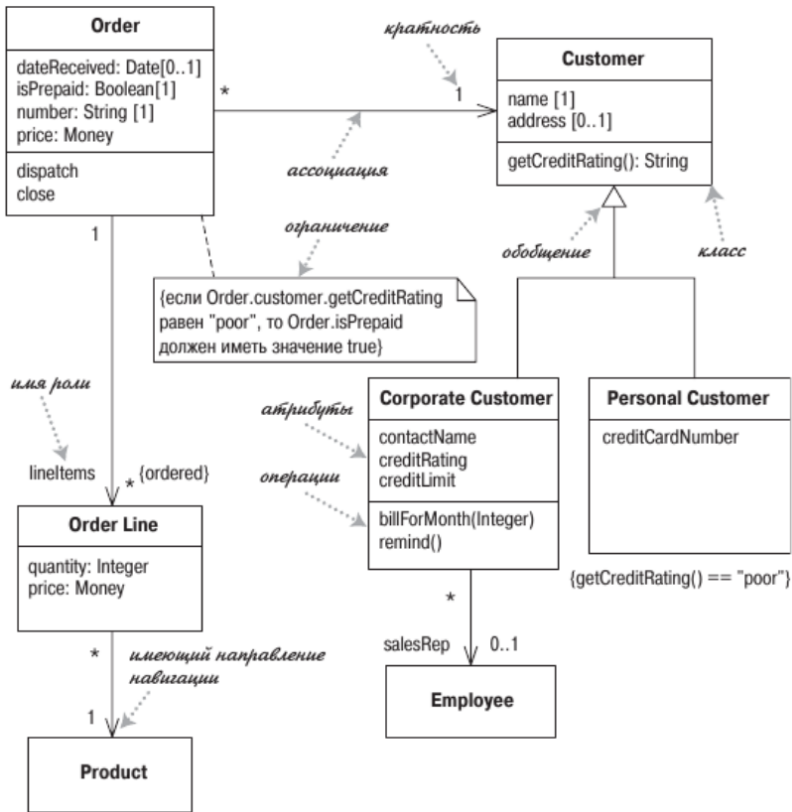 Order
dateReceived: Date[0..1]
isPrepaid: Boolean[1]
number: String [1]
price: Money
dispatch
close
*
1
кратность
ассоциация
Customer
name [1]
address [0..1]
getCreditRating(): String
1
ограничение
обобщение
класс
{если Order.customer.getCreditRating
равен "poor", то Order.isPrepaid
должен иметь значение true}
имя роли
lineItems
*
{ordered}
атрибуты
операции
Corporate Customer
contactName
creditRating
creditLimit
billForMonth(Integer)
remind()
Personal Customer
creditCardNumber
{getCreditRating() == "poor"}
Order Line
quantity: Integer
price: Money
*
имеющий направление
навигации
1
Product
*
salesRep
0..1
Employee